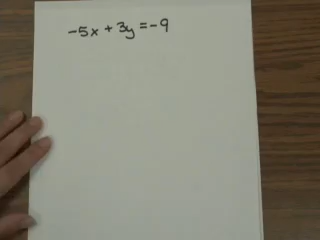 -5x + 3y = -9